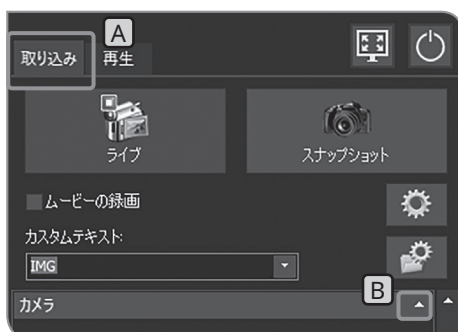 A
取り込み 再生
ライブ スナップショット
ムービーの録画
カスタムテキスト:
IMG
B
カメラ